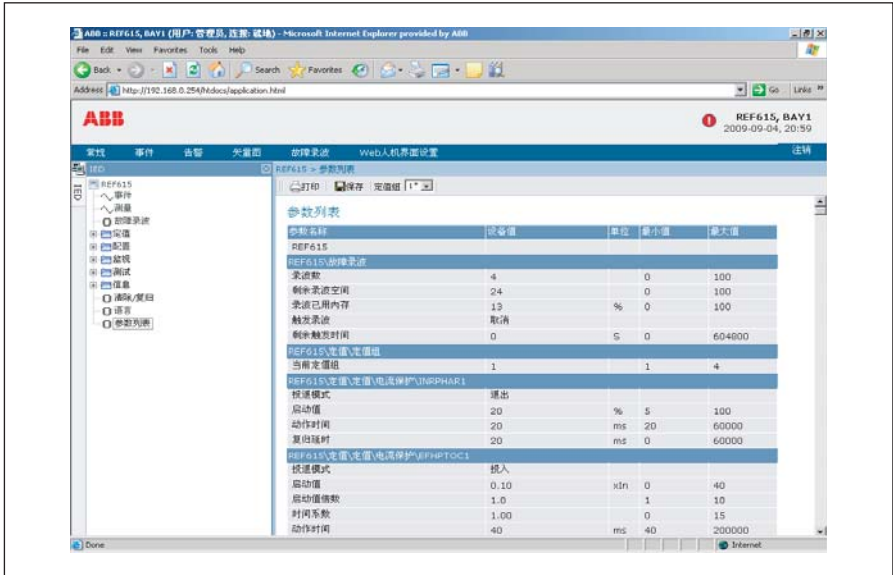 ABB :: REF615, BAY1 (用户: 管理员, 连接: 就地) - Microsoft Internet Explorer provided by ABB
File Edit View Favorites Tools Help
Back Search Favorites
Address http://192.168.0.254/htdocs/application.html Go Links
ABB
REF615, BAY1
2009-09-04, 20:59
常规 事件 告警 矢量图 故障录波 Web人机界面设置 注销
IED REF615 > 参数列表
IED
REF615
事件
测量
故障录波
定值
配置
监视
测试
信息
清除/复归
语言
参数列表
打印 保存 定值组 1*
参数列表
参数名称 设备值 单位 最小值 最大值
REF615
REF615\故障录波
录波数 4 0 100
剩余录波空间 24 0 100
录波已用内存 13 % 0 100
触发录波 取消
剩余触发时间 0 S 0 604800
REF615\定值\定值组
当前定值组 1 1 4
REF615\定值\定值\电流保护\INRPHAR1
投退模式 退出
启动值 20 % 5 100
动作时间 20 ms 20 60000
复归延时 20 ms 0 60000
REF615\定值\定值\电流保护\EFHPTOC1
投退模式 投入
启动值 0.10 xIn 0 40
启动值倍数 1.0 1 10
时间系数 1.00 0 15
动作时间 40 ms 40 200000
Done Internet